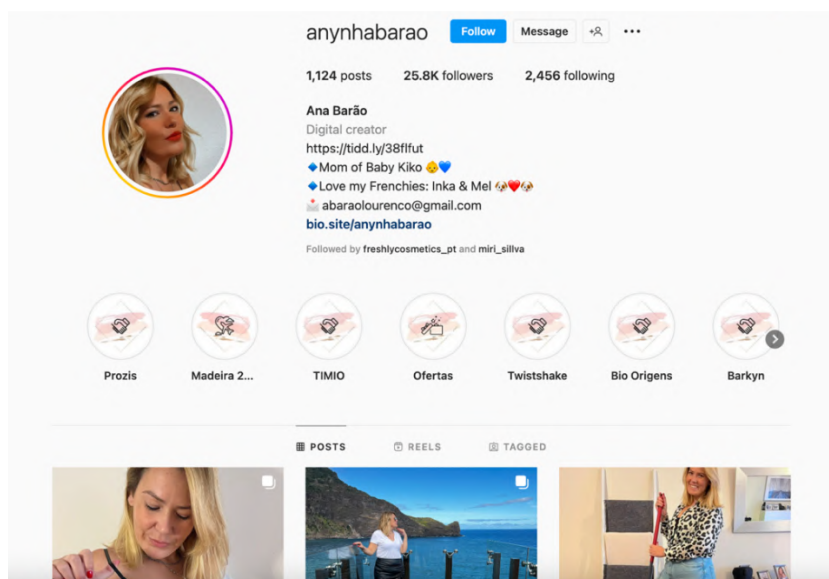 anynhabarao Follow Message
1,124 posts 25.8K followers 2,456 following
Ana Barão
Digital creator
https://tidd.ly/38flfut
Mom of Baby Kiko 👶💙
Love my Frenchies: Inka & Mel 🐶❤️🐶
abaraolourenco@gmail.com
bio.site/anynhabarao
Followed by freshlycosmetics_pt and miri_sillva
Prozis Madeira 2... TIMIO Ofertas Twistshake Bio Origens Barkyn
POSTS REELS TAGGED